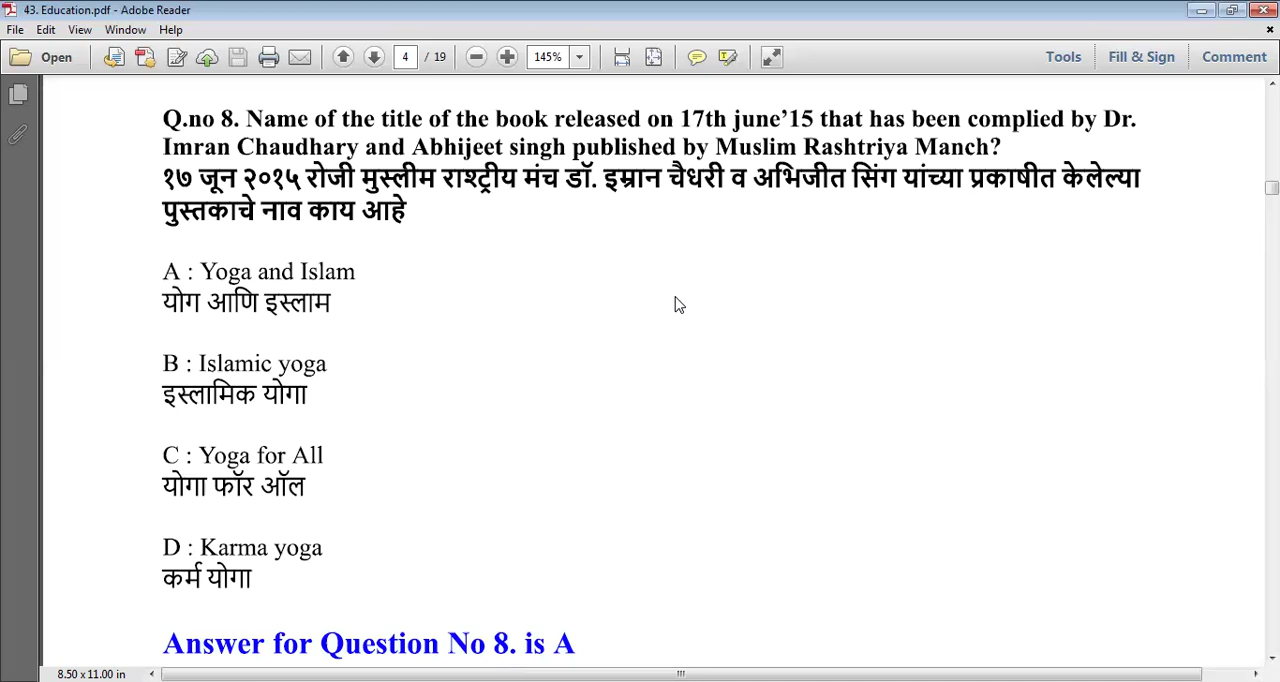 43. Education.pdf - Adobe Reader
File Edit View Window Help
Open 4 / 19 145% Tools Fill & Sign Comment
Q.no 8. Name of the title of the book released on 17th june’15 that has been complied by Dr.
Imran Chaudhary and Abhijeet singh published by Muslim Rashtriya Manch?
१७ जून २०१५ रोजी मुस्लीम राश्ट्रीय मंच डॉ. इम्रान चैधरी व अभिजीत सिंग यांच्या प्रकाषीत केलेल्या
पुस्तकाचे नाव काय आहे
A : Yoga and Islam
योग आणि इस्लाम
B : Islamic yoga
इस्लामिक योगा
C : Yoga for All
योगा फॉर ऑल
D : Karma yoga
कर्म योगा
Answer for Question No 8. is A
8.50 x 11.00 in